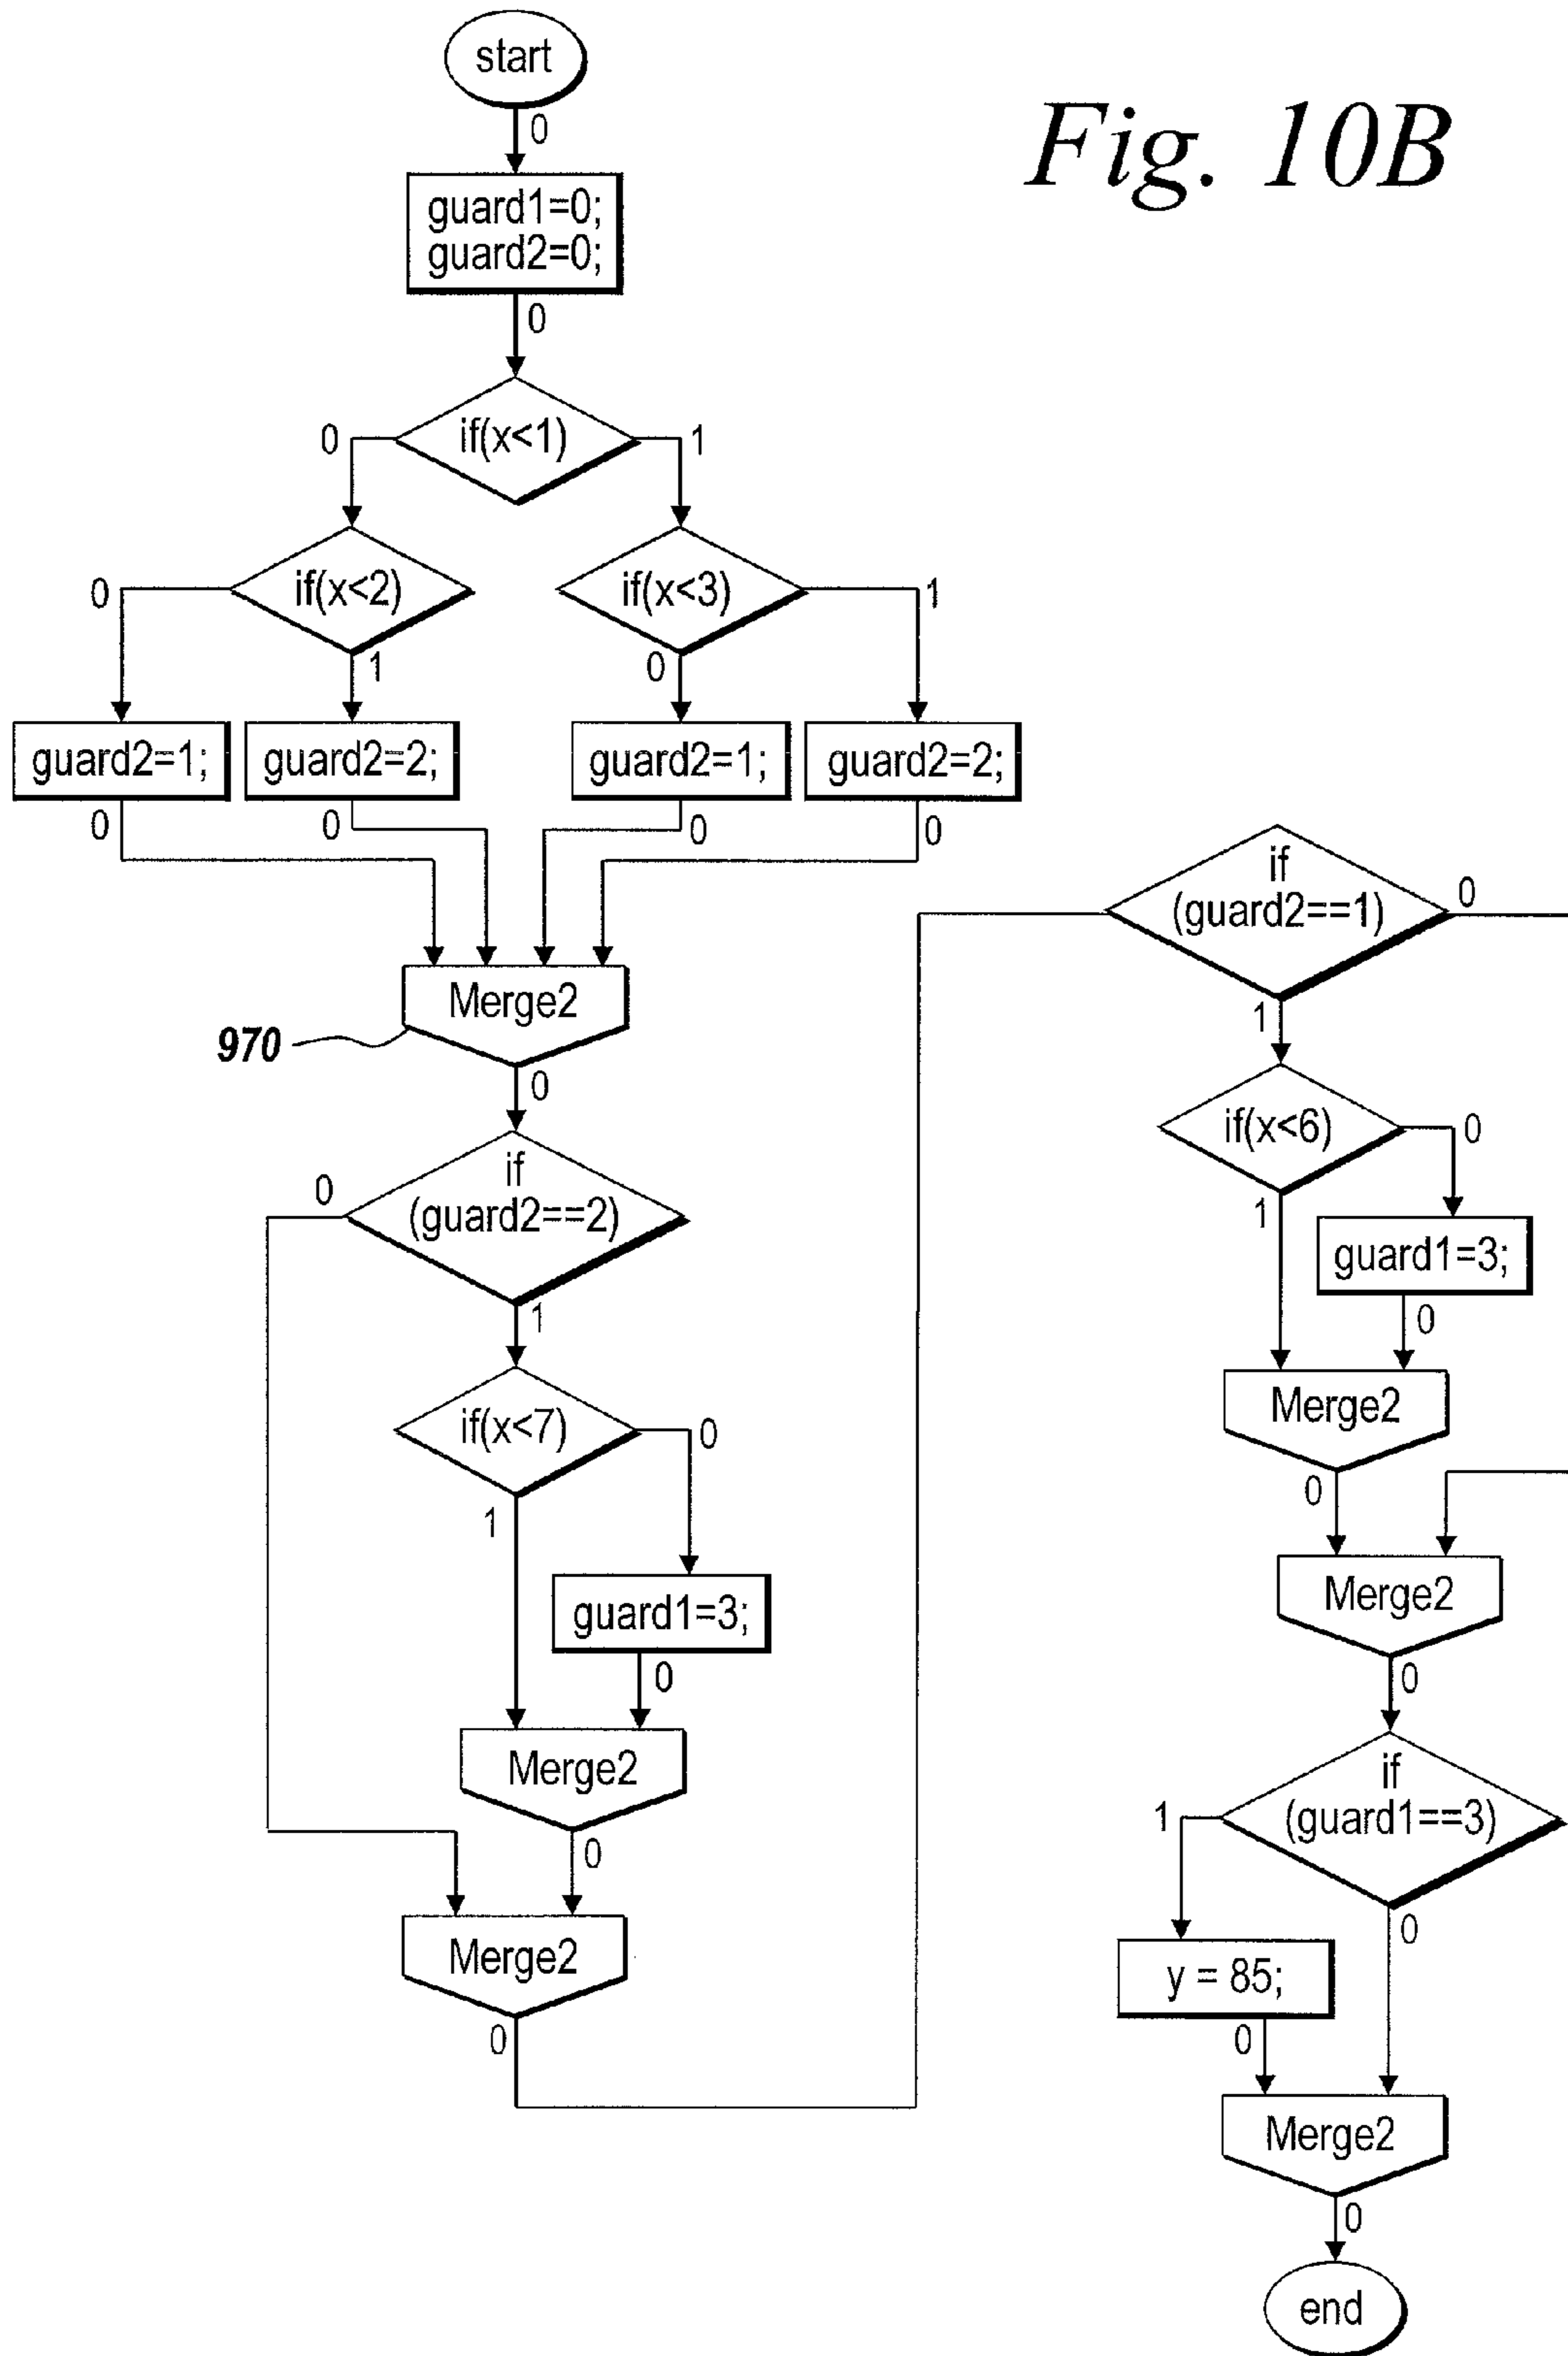 Fig. 10B
start
0
guard1=0;
guard2=0;
0
if(x<1)
0
1
if(x<2)
0
1
if(x<3)
0
1
guard2=1;
guard2=2;
guard2=1;
guard2=2;
0
0
0
0
Merge2
970
0
if
(guard2==2)
0
1
if(x<7)
0
1
guard1=3;
0
Merge2
0
Merge2
0
if
(guard2==1)
0
1
if(x<6)
0
1
guard1=3;
0
Merge2
0
Merge2
0
if
(guard1==3)
1
0
y = 85;
0
Merge2
0
end